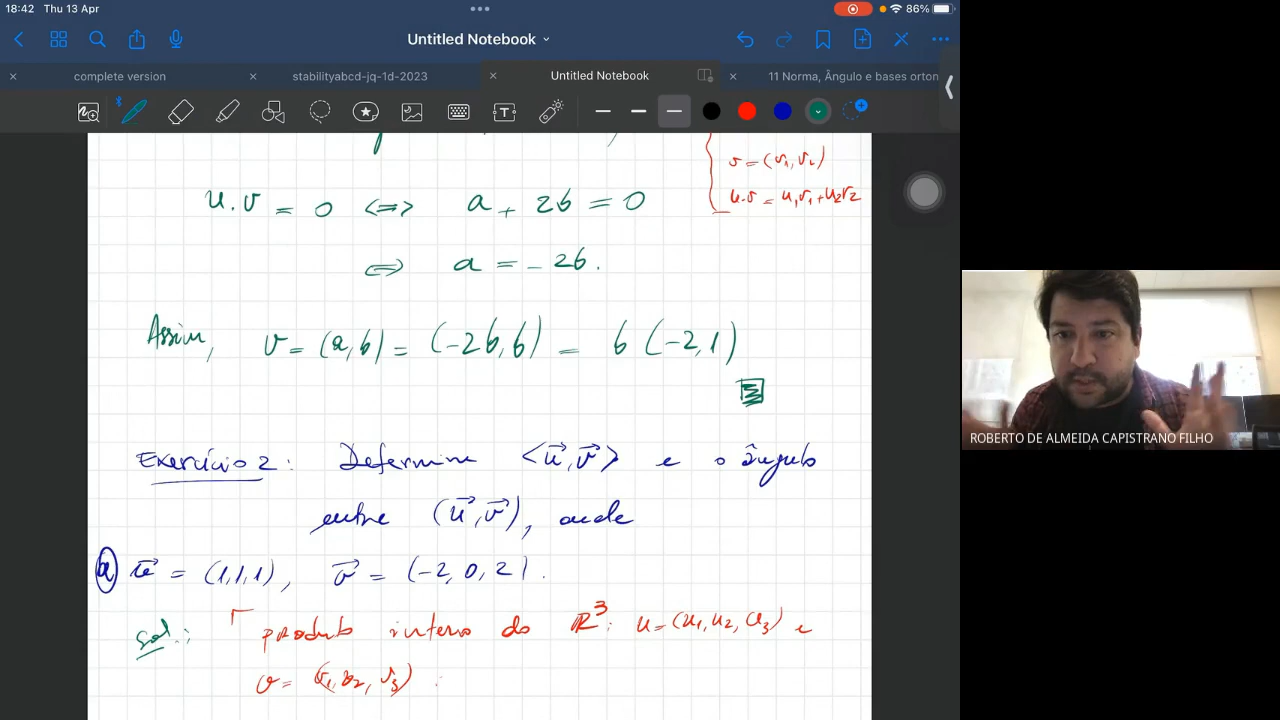 18:42 Thu 13 Apr
86%
Untitled Notebook
complete version
stabilityabcd-jq-1d-2023
Untitled Notebook
11 Norma, Ângulo e bases orton
v = (v1, v2)
u.v = u1v1 + u2v2
u.v = 0 ⟺ a + 2b = 0
⟺ a = -2b.
Assim, v = (a,b) = (-2b,b) = b(-2,1)
Exercício 2: Determine <u⃗,v⃗> e o ângulo
entre (u⃗,v⃗), onde
a u⃗ = (1,1,1), v⃗ = (-2,0,2).
Sol.: produto interno do ℝ³: u=(u1,u2,u3) e
v = (v1,v2,v3)
ROBERTO DE ALMEIDA CAPISTRANO FILHO